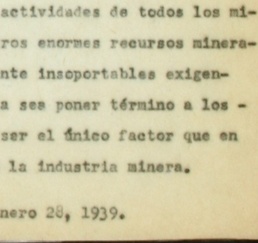 actividades de todos los mi-
ros enormes recursos minera-
nte insoportables exigen-
a sea poner término a los -
ser el único factor que en
la industria minera.
nero 28, 1939.